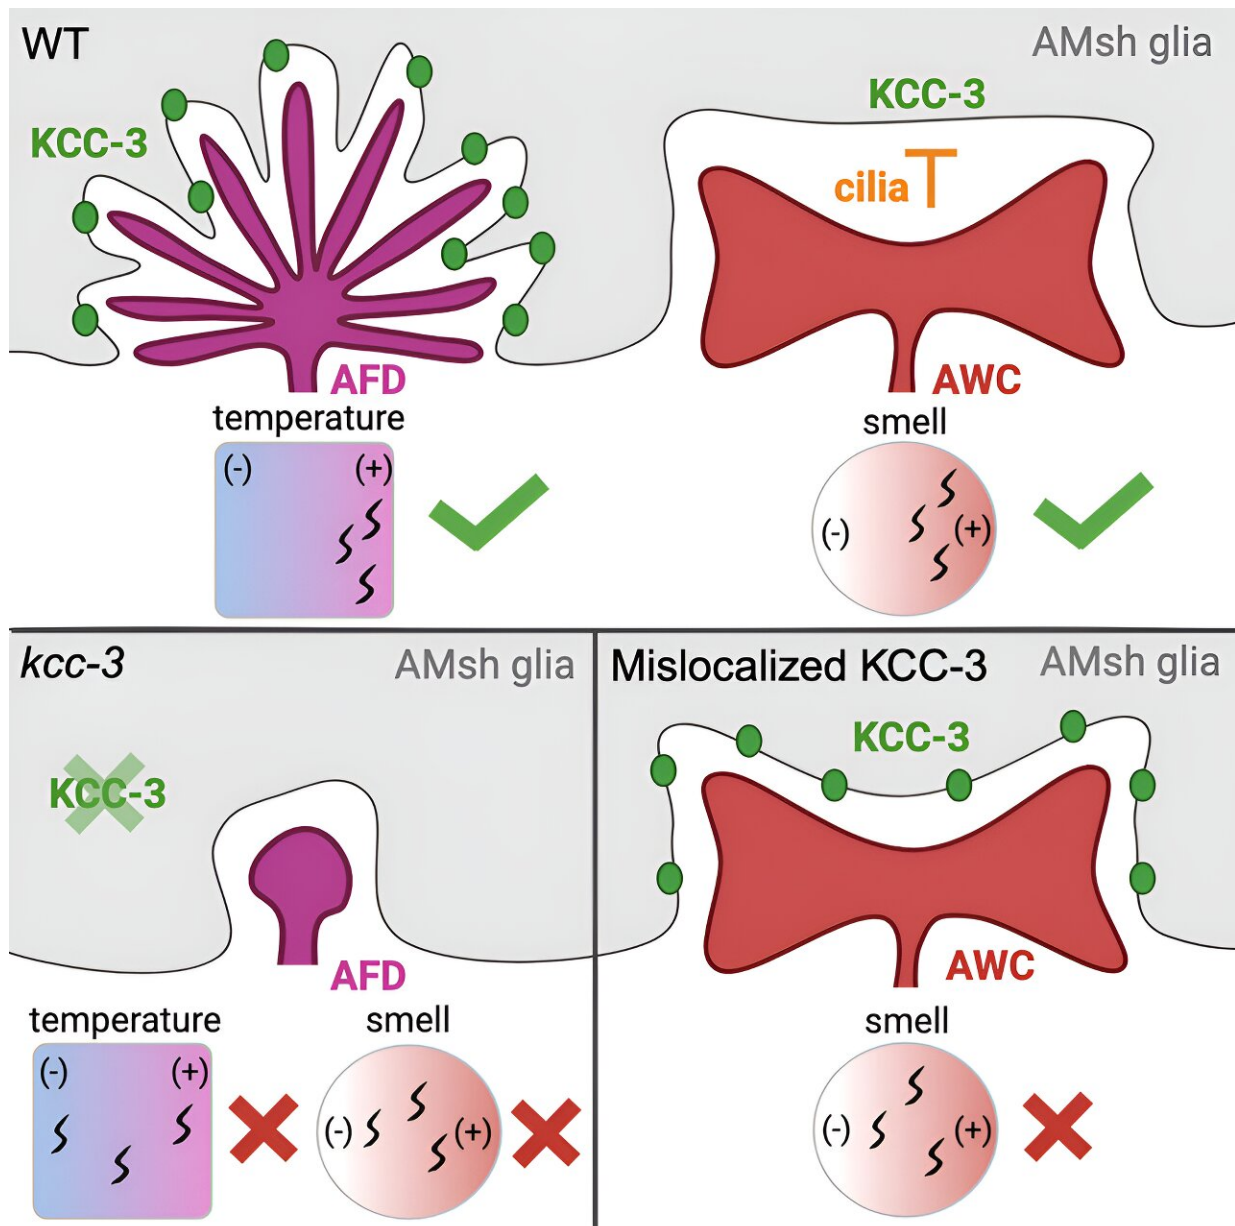 WT
AMsh glia
KCC-3
KCC-3
cilia
AFD
AWC
temperature
smell
(-)
(+)
(-)
(+)
kcc-3
AMsh glia
KCC-3
AFD
temperature
smell
(-)
(+)
(-)
(+)
Mislocalized KCC-3
AMsh glia
KCC-3
AWC
smell
(-)
(+)